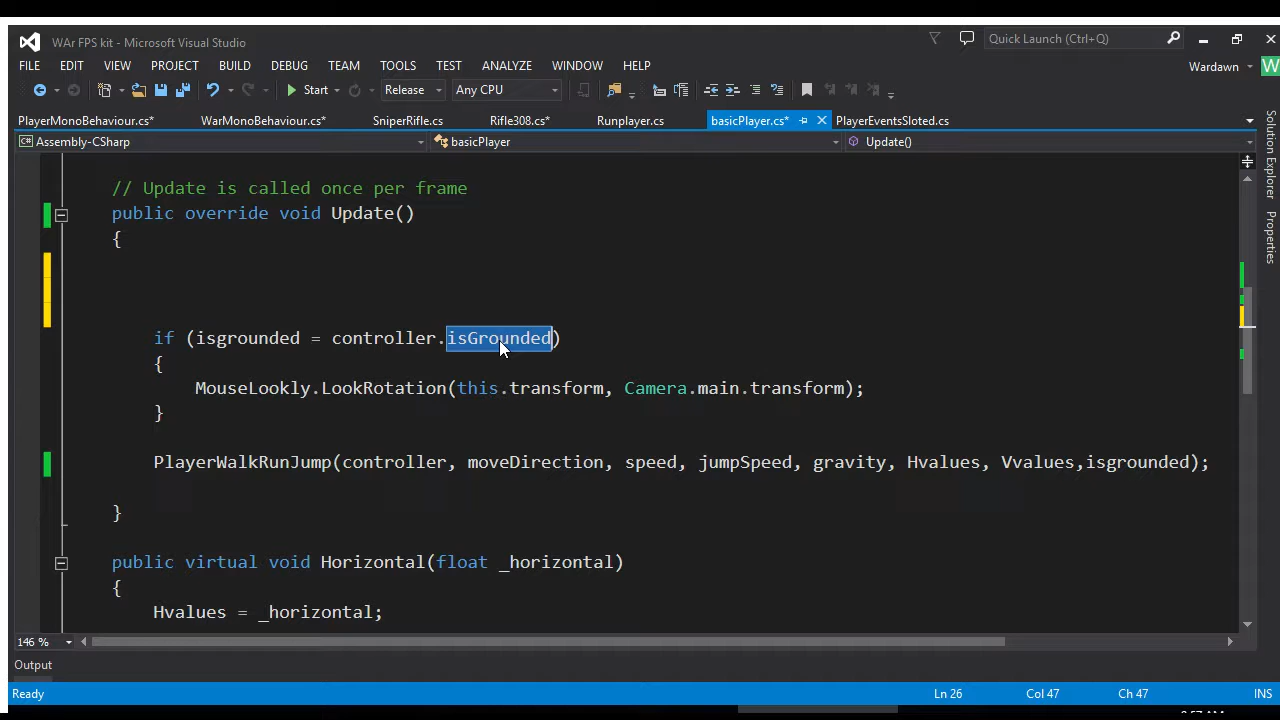 WAr FPS kit - Microsoft Visual Studio
Quick Launch (Ctrl+Q)
FILE EDIT VIEW PROJECT BUILD DEBUG TEAM TOOLS TEST ANALYZE WINDOW HELP
Wardawn W
Start Release Any CPU
PlayerMonoBehaviour.cs* WarMonoBehaviour.cs* SniperRifle.cs Rifle308.cs* Runplayer.cs basicPlayer.cs* PlayerEventsSloted.cs
Assembly-CSharp basicPlayer Update()
// Update is called once per frame
public override void Update()
{
if (isgrounded = controller.isGrounded)
{
MouseLookly.LookRotation(this.transform, Camera.main.transform);
}
PlayerWalkRunJump(controller, moveDirection, speed, jumpSpeed, gravity, Hvalues, Vvalues,isgrounded);
}
public virtual void Horizontal(float _horizontal)
{
Hvalues = _horizontal;
146 %
Output
Ready Ln 26 Col 47 Ch 47 INS
Solution Explorer
Properties